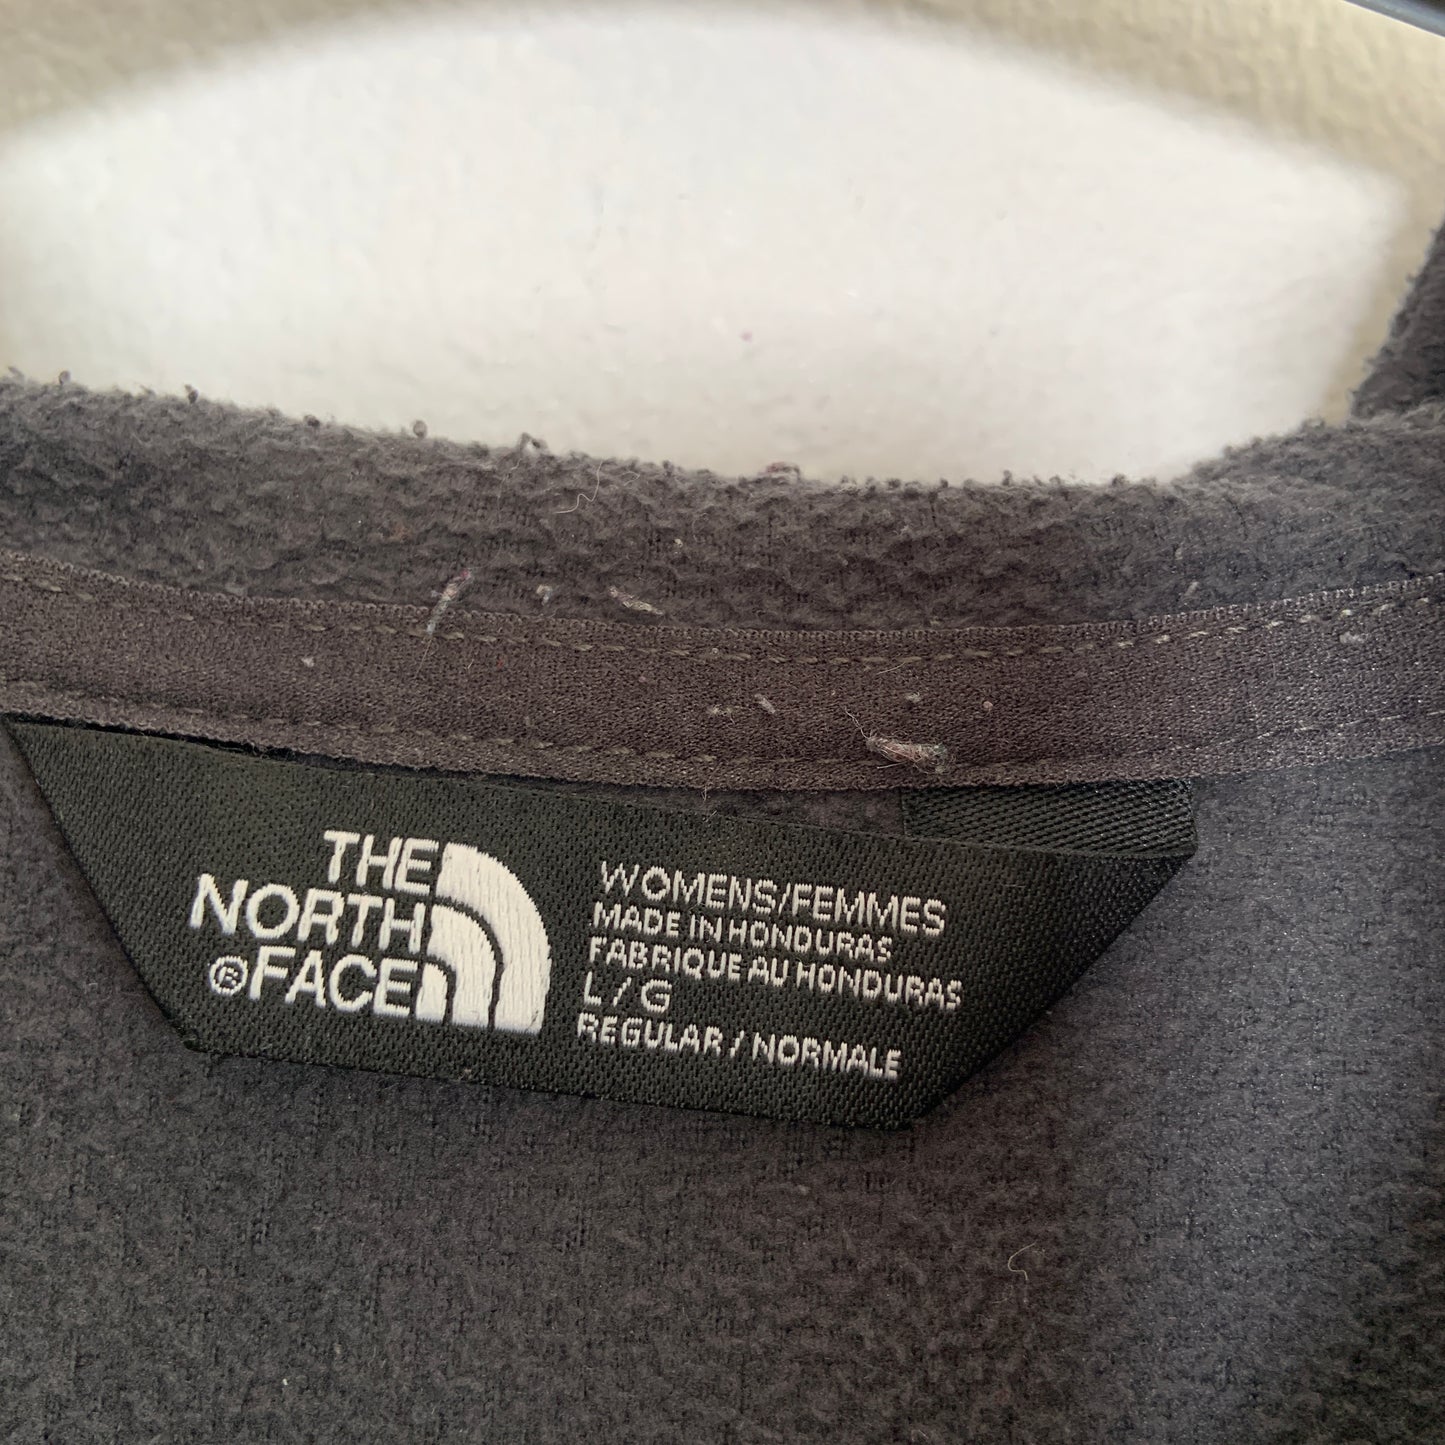 THE
NORTH
®FACE
WOMENS/FEMMES
MADE IN HONDURAS
FABRIQUE AU HONDURAS
L/G
REGULAR / NORMALE